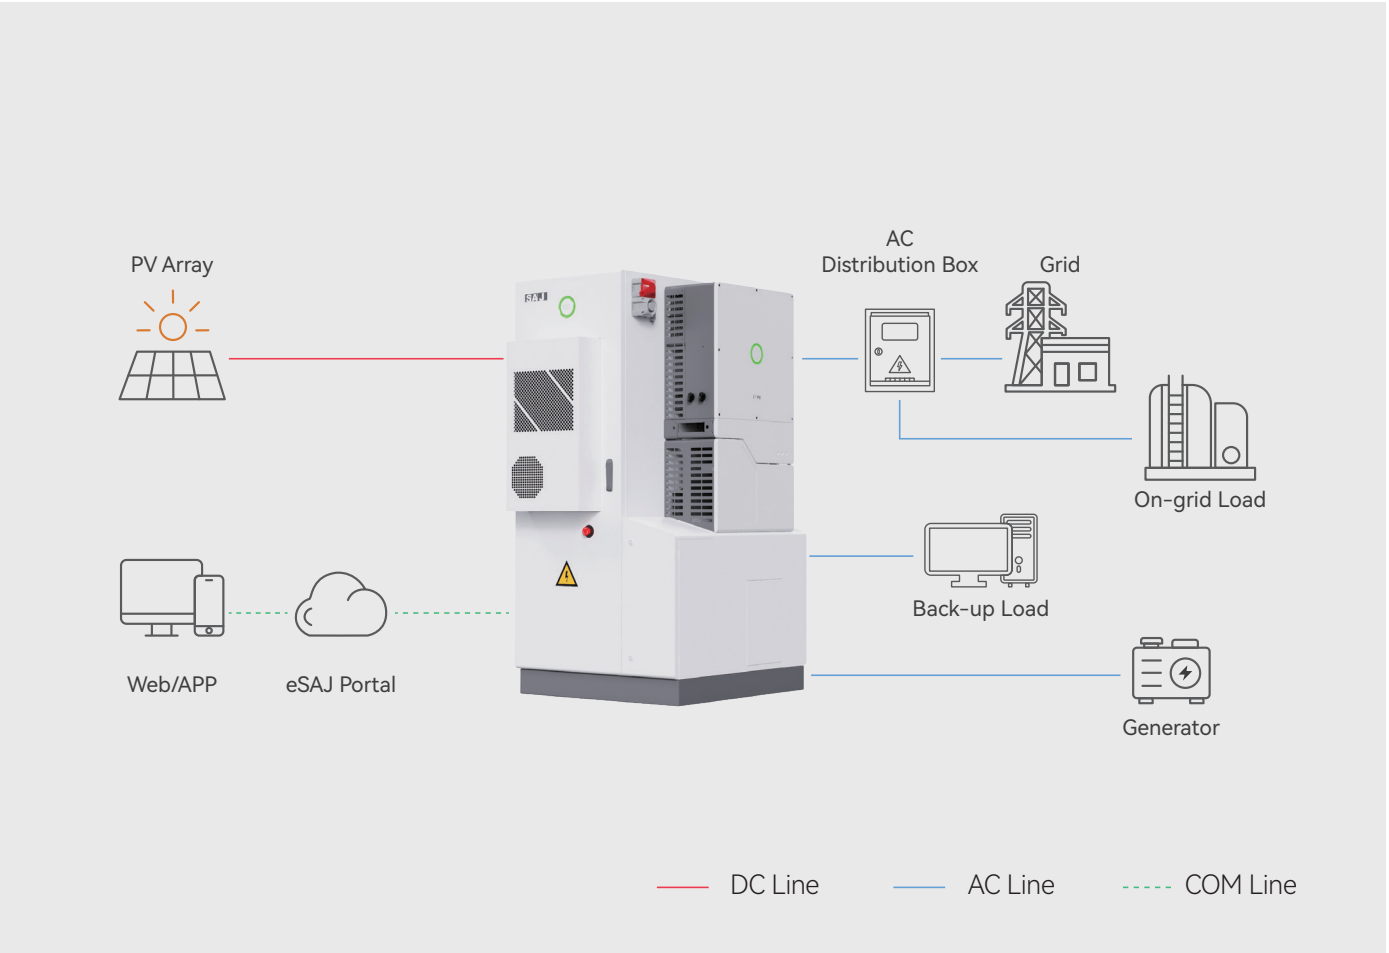 AC
Distribution Box
Grid
PV Array
SAJ
On-grid Load
Back-up Load
Web/APP
eSAJ Portal
Generator
DC Line
AC Line
COM Line